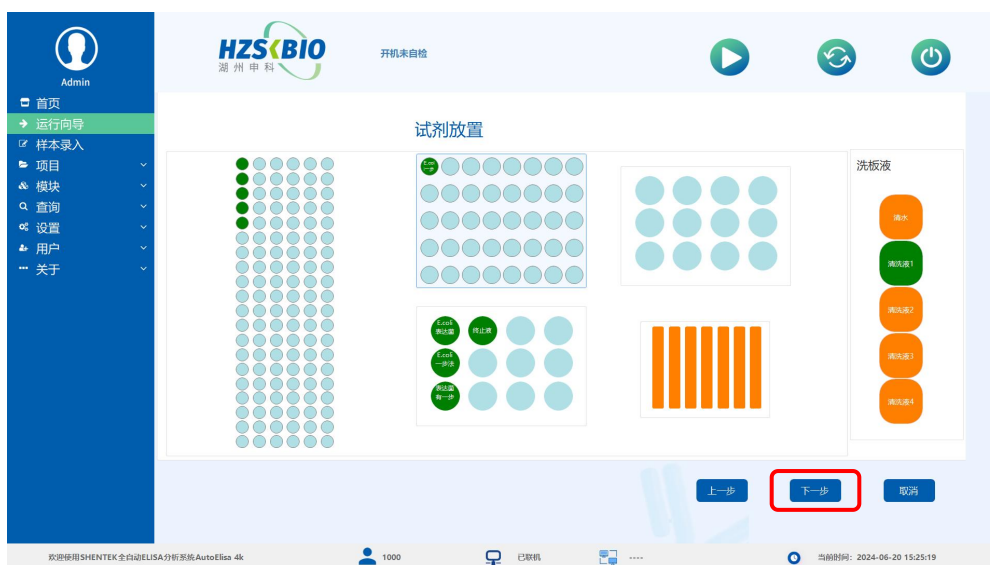 Admin
首页
运行向导
样本录入
项目
模块
查询
设置
用户
关于
HZSKBIO
湖州申科
开机未自检
试剂放置
E.co
一步
E.coli
表达菌
终止液
E.coli
一步法
表达菌
有一步
洗板液
清水
清洗液1
清洗液2
清洗液3
清洗液4
上一步
下一步
取消
欢迎使用SHENTEK全自动ELISA分析系统AutoElisa 4k
1000
已联机
----
当前时间: 2024-06-20 15:25:19